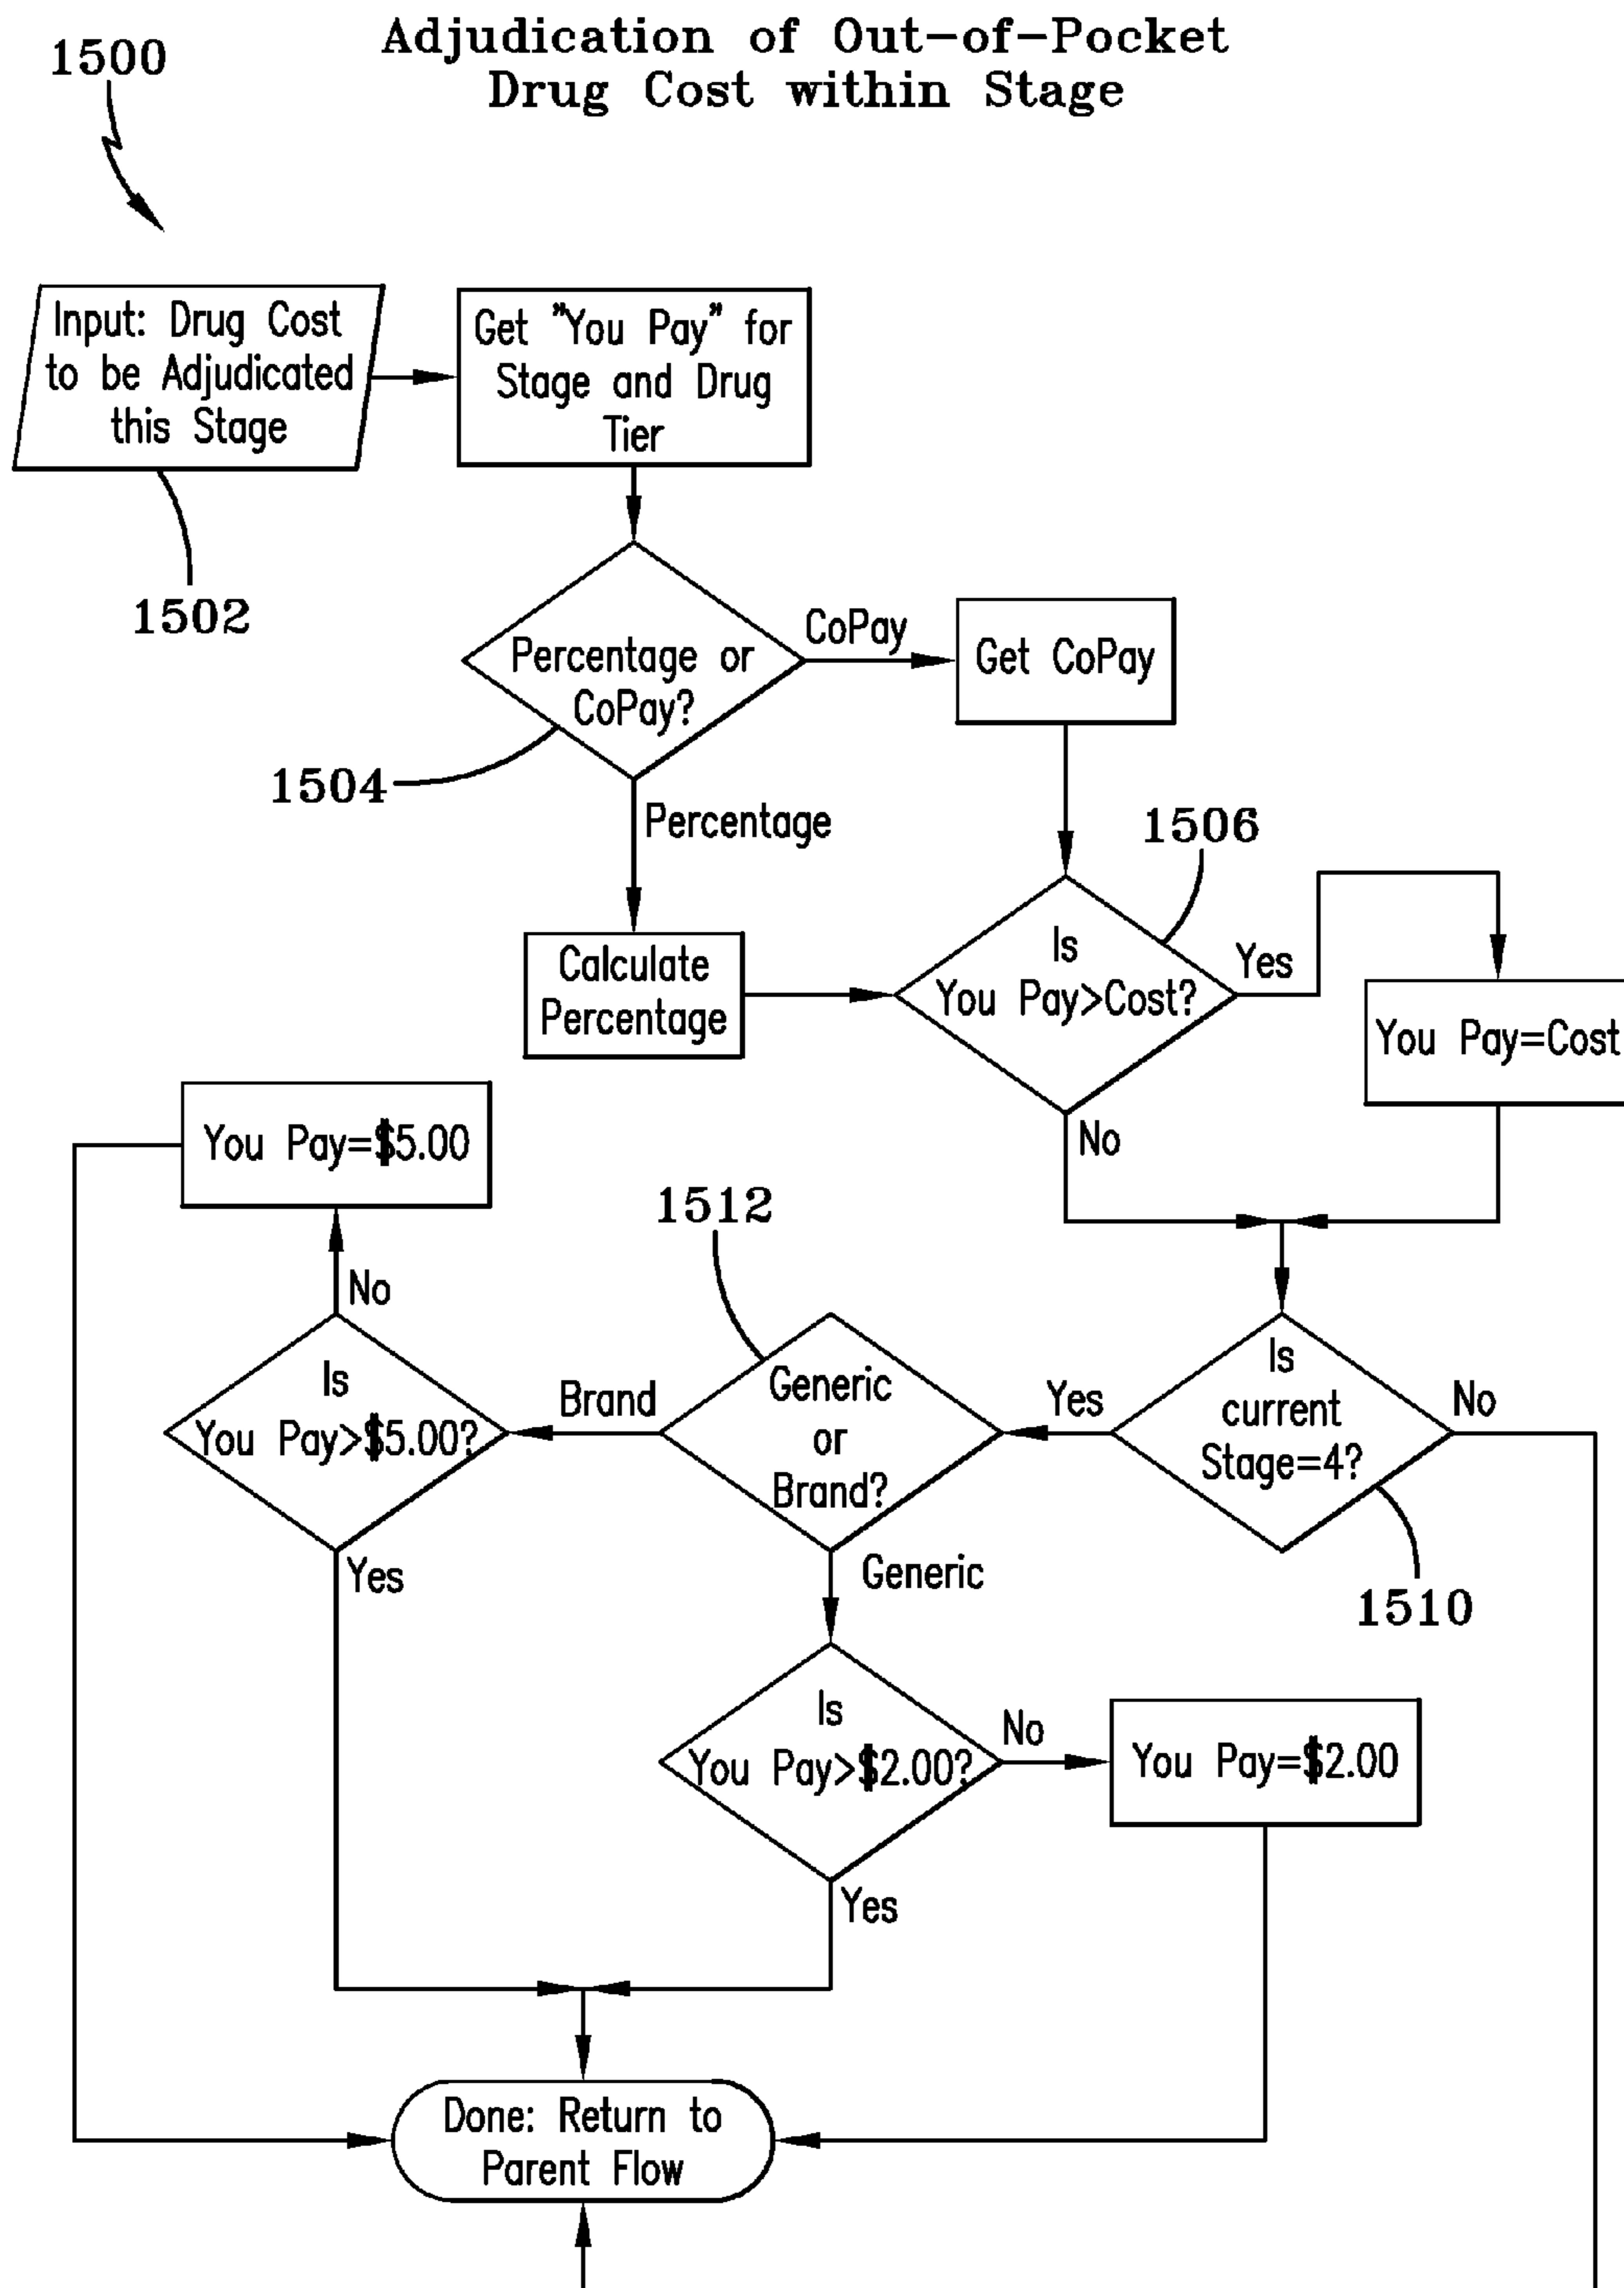 1500
Adjudication of Out-of-Pocket
Drug Cost within Stage
Input: Drug Cost
to be Adjudicated
this Stage
Get "You Pay" for
Stage and Drug
Tier
1502
Percentage or
CoPay?
CoPay
Get CoPay
1504
Percentage
1506
Calculate
Percentage
Is
You Pay>Cost?
Yes
You Pay=Cost
No
You Pay=$5.00
1512
No
Is
You Pay>$5.00?
Brand
Generic
or
Brand?
Yes
Is
current
Stage=4?
No
Yes
Generic
1510
Is
You Pay>$2.00?
No
You Pay=$2.00
Yes
Done: Return to
Parent Flow